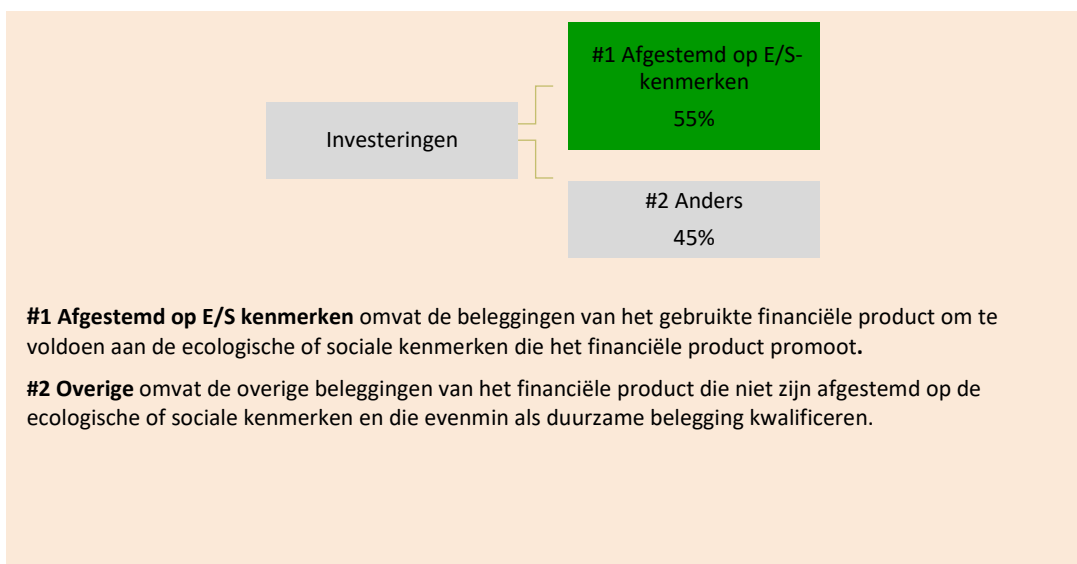 #1 Afgestemd op E/S-
kenmerken
55%
Investeringen
#2 Anders
45%
#1 Afgestemd op E/S kenmerken omvat de beleggingen van het gebruikte financiële product om te
voldoen aan de ecologische of sociale kenmerken die het financiële product promoot.
#2 Overige omvat de overige beleggingen van het financiële product die niet zijn afgestemd op de
ecologische of sociale kenmerken en die evenmin als duurzame belegging kwalificeren.